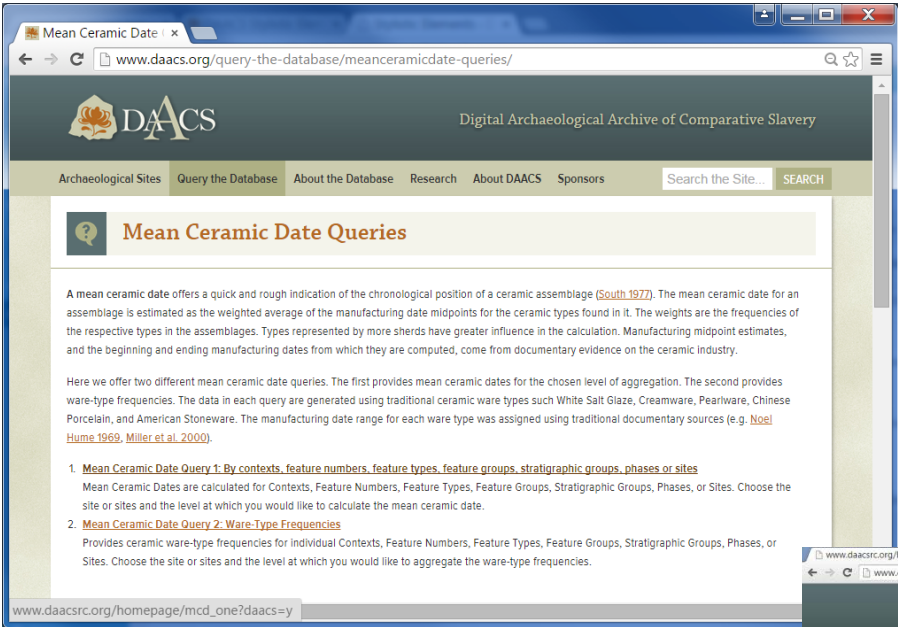 Mean Ceramic Date
www.daacs.org/query-the-database/meanceramicdate-queries/
DAACS
Digital Archaeological Archive of Comparative Slavery
Archaeological Sites Query the Database About the Database Research About DAACS Sponsors Search the Site... SEARCH
Mean Ceramic Date Queries
A mean ceramic date offers a quick and rough indication of the chronological position of a ceramic assemblage (South 1977). The mean ceramic date for an
assemblage is estimated as the weighted average of the manufacturing date midpoints for the ceramic types found in it. The weights are the frequencies of
the respective types in the assemblages. Types represented by more sherds have greater influence in the calculation. Manufacturing midpoint estimates,
and the beginning and ending manufacturing dates from which they are computed, come from documentary evidence on the ceramic industry.
Here we offer two different mean ceramic date queries. The first provides mean ceramic dates for the chosen level of aggregation. The second provides
ware-type frequencies. The data in each query are generated using traditional ceramic ware types such White Salt Glaze, Creamware, Pearlware, Chinese
Porcelain, and American Stoneware. The manufacturing date range for each ware type was assigned using traditional documentary sources (e.g. Noel
Hume 1969, Miller et al. 2000).
1. Mean Ceramic Date Query 1: By contexts, feature numbers, feature types, feature groups, stratigraphic groups, phases or sites
Mean Ceramic Dates are calculated for Contexts, Feature Numbers, Feature Types, Feature Groups, Stratigraphic Groups, Phases, or Sites. Choose the
site or sites and the level at which you would like to calculate the mean ceramic date.
2. Mean Ceramic Date Query 2: Ware-Type Frequencies
Provides ceramic ware-type frequencies for individual Contexts, Feature Numbers, Feature Types, Feature Groups, Stratigraphic Groups, Phases, or
Sites. Choose the site or sites and the level at which you would like to aggregate the ware-type frequencies.
www.daacsrc.org/
www.
www.daacsrc.org/homepage/mcd_one?daacs=y